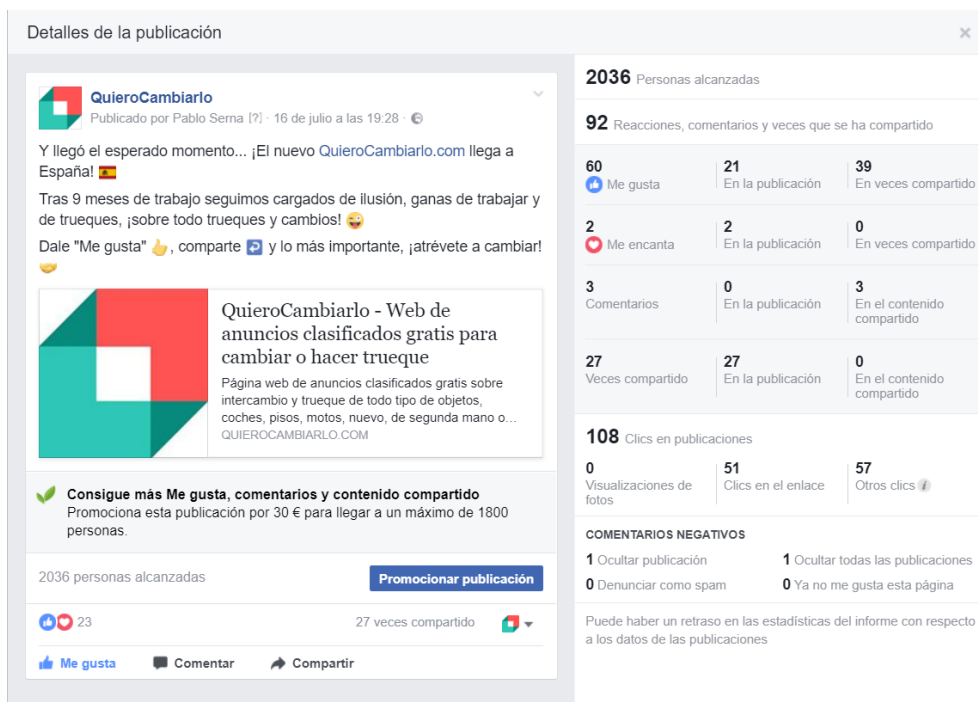 Detalles de la publicación
QuieroCambiarlo
Publicado por Pablo Serna [?] · 16 de julio a las 19:28 ·
Y llegó el esperado momento... ¡El nuevo QuieroCambiarlo.com llega a
España! 🇪🇸
Tras 9 meses de trabajo seguimos cargados de ilusión, ganas de trabajar y
de trueques, ¡sobre todo trueques y cambios! 😜
Dale "Me gusta" 👍, comparte ↩️ y lo más importante, ¡atrévete a cambiar!
🤝
QuieroCambiarlo - Web de
anuncios clasificados gratis para
cambiar o hacer trueque
Página web de anuncios clasificados gratis sobre
intercambio y trueque de todo tipo de objetos,
coches, pisos, motos, nuevo, de segunda mano o...
QUIEROCAMBIARLO.COM
Consigue más Me gusta, comentarios y contenido compartido
Promociona esta publicación por 30 € para llegar a un máximo de 1800
personas.
2036 personas alcanzadas
Promocionar publicación
23
27 veces compartido
Me gusta Comentar Compartir
2036 Personas alcanzadas
92 Reacciones, comentarios y veces que se ha compartido
60 21 39
Me gusta En la publicación En veces compartido
2 2 0
Me encanta En la publicación En veces compartido
3 0 3
Comentarios En la publicación En el contenido
compartido
27 27 0
Veces compartido En la publicación En el contenido
compartido
108 Clics en publicaciones
0 51 57
Visualizaciones de Clics en el enlace Otros clics i
fotos
COMENTARIOS NEGATIVOS
1 Ocultar publicación 1 Ocultar todas las publicaciones
0 Denunciar como spam 0 Ya no me gusta esta página
Puede haber un retraso en las estadísticas del informe con respecto
a los datos de las publicaciones